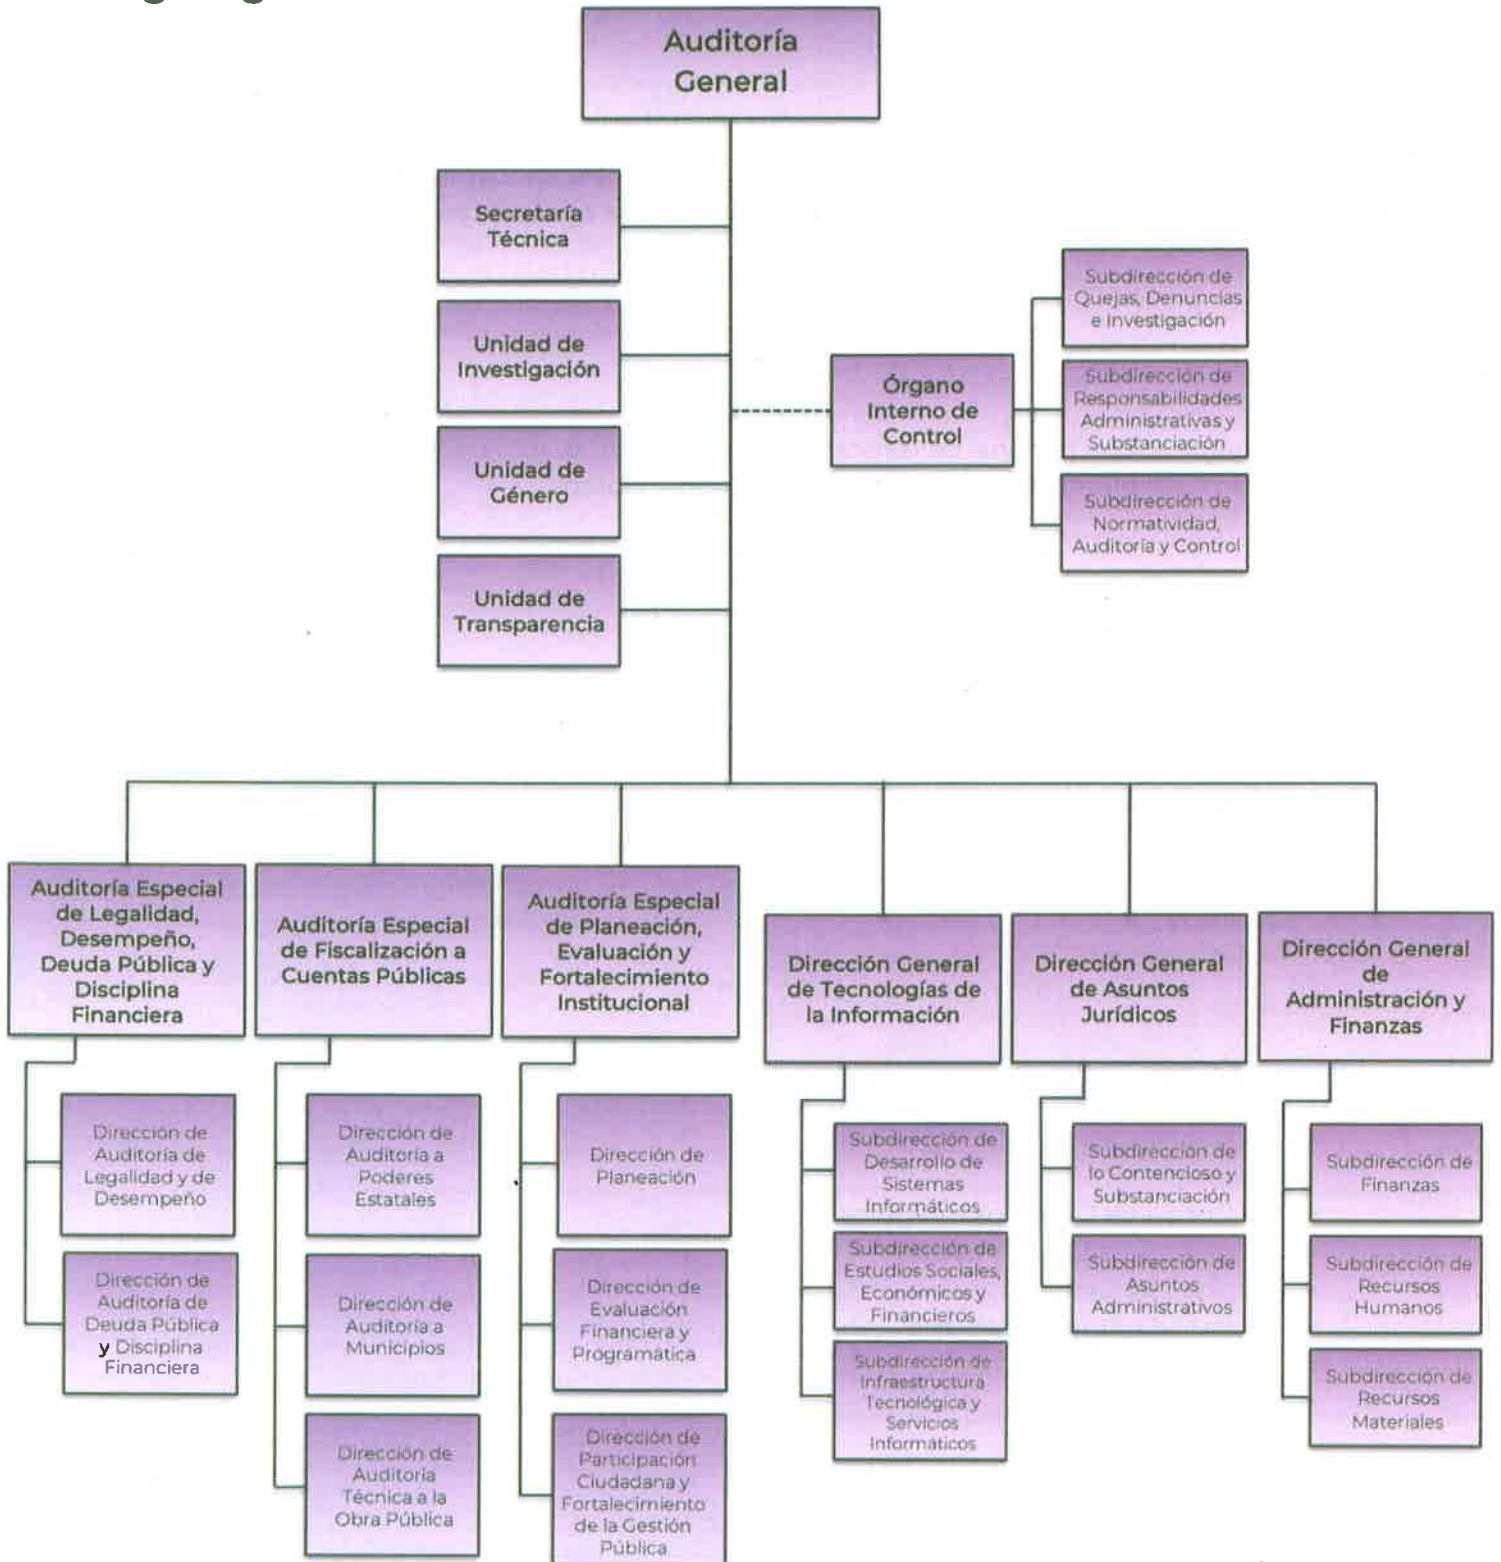 Auditoría
General
Secretaría
Técnica
Unidad de
Investigación
Unidad de
Género
Unidad de
Transparencia
Órgano
Interno de
Control
Subdirección de
Quejas, Denuncias
e Investigación
Subdirección de
Responsabilidades
Administrativas y
Substanciación
Subdirección de
Normatividad,
Auditoría y Control
Auditoría Especial
de Legalidad,
Desempeño,
Deuda Pública y
Disciplina
Financiera
Dirección de
Auditoría de
Legalidad y de
Desempeño
Dirección de
Auditoría de
Deuda Pública
y Disciplina
Financiera
Auditoría Especial
de Fiscalización a
Cuentas Públicas
Dirección de
Auditoría a
Poderes
Estatales
Dirección de
Auditoría a
Municipios
Dirección de
Auditoría
Técnica a la
Obra Pública
Auditoría Especial
de Planeación,
Evaluación y
Fortalecimiento
Institucional
Dirección de
Planeación
Dirección de
Evaluación
Financiera y
Programática
Dirección de
Participación
Ciudadana y
Fortalecimiento
de la Gestión
Pública
Dirección General
de Tecnologías de
la Información
Subdirección de
Desarrollo de
Sistemas
Informáticos
Subdirección de
Estudios Sociales,
Económicos y
Financieros
Subdirección de
Infraestructura
Tecnológica y
Servicios
Informáticos
Dirección General
de Asuntos
Jurídicos
Subdirección de
lo Contencioso y
Substanciación
Subdirección de
Asuntos
Administrativos
Dirección General
de
Administración y
Finanzas
Subdirección de
Finanzas
Subdirección de
Recursos
Humanos
Subdirección de
Recursos
Materiales